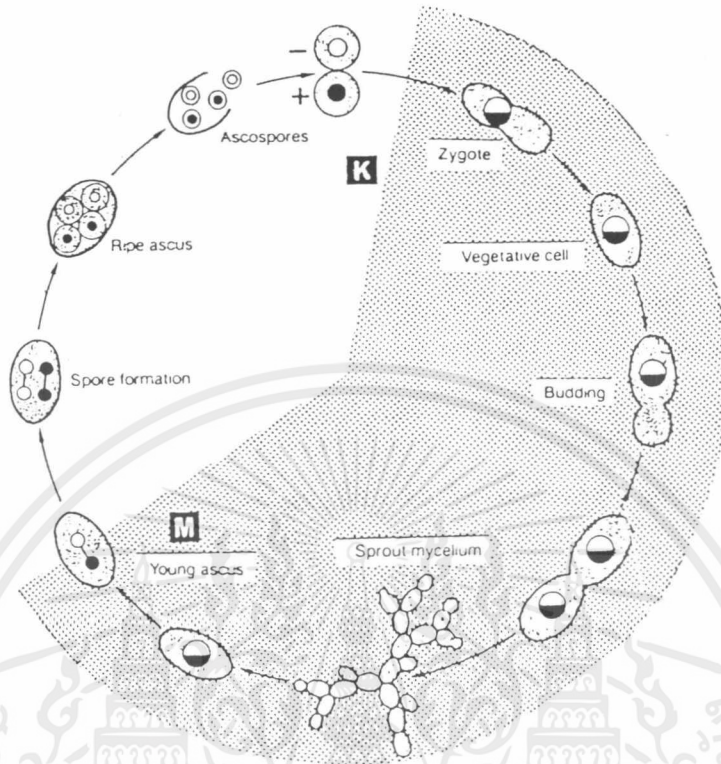 −
+
Ascospores
K
Zygote
Ripe ascus
Vegetative cell
Spore formation
Budding
M
Young ascus
Sprout mycelium